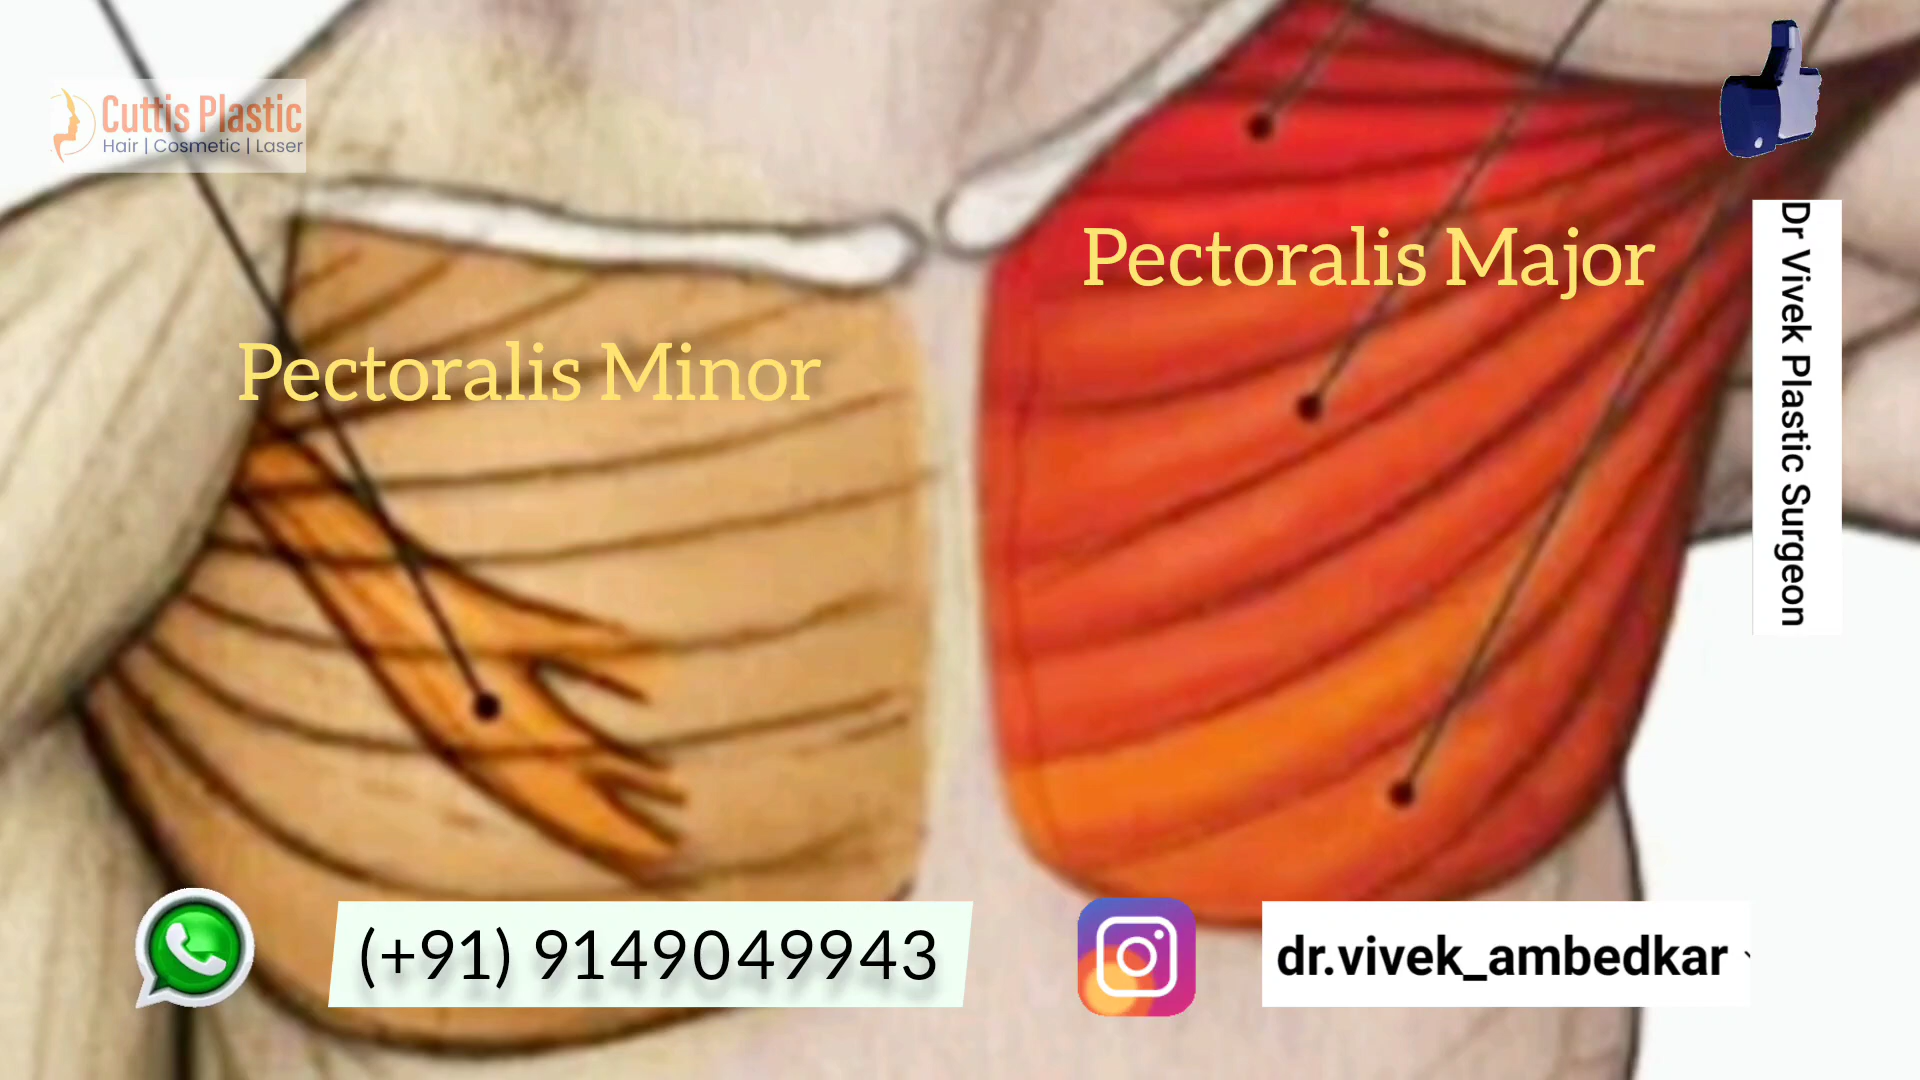 Cuttis Plastic
Hair | Cosmetic | Laser
Pectoralis Major
Pectoralis Minor
Dr Vivek Plastic Surgeon
(+91) 9149049943
dr.vivek_ambedkar